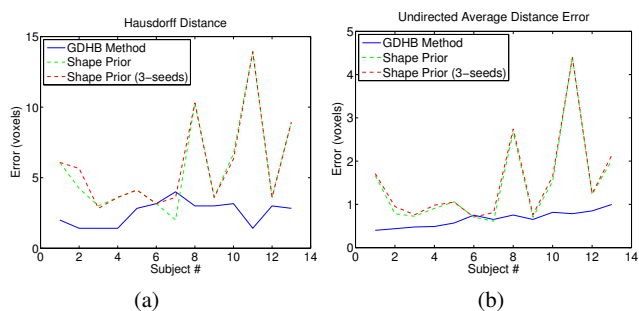 Hausdorff Distance
15
10
5
0
Error (voxels)
GDHB Method
Shape Prior
Shape Prior (3-seeds)
0 2 4 6 8 10 12 14
Subject #
(a)
Undirected Average Distance Error
5
4
3
2
1
0
Error (voxels)
GDHB Method
Shape Prior
Shape Prior (3-seeds)
0 2 4 6 8 10 12 14
Subject #
(b)